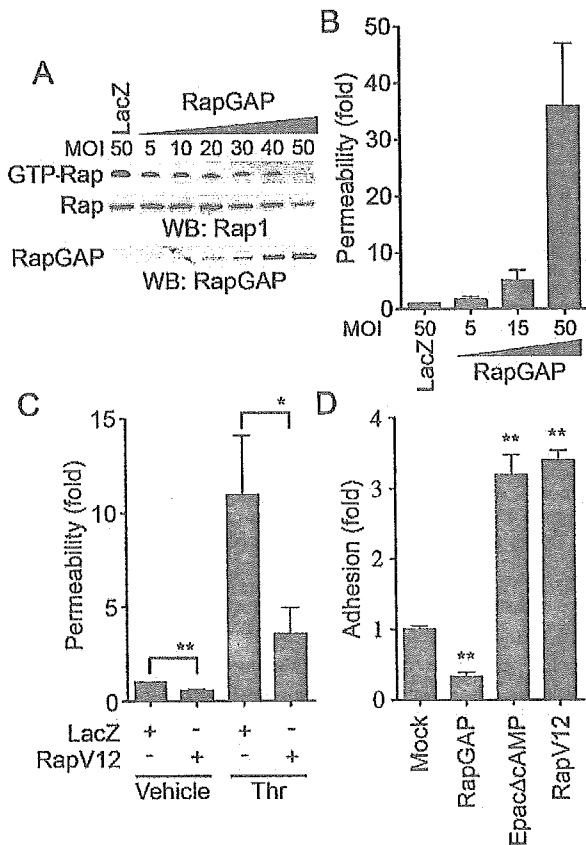 A
LacZ
RapGAP
MOI 50 5 10 20 30 40 50
GTP-Rap
Rap
WB: Rap1
RapGAP
WB: RapGAP
B
Permeability (fold)
50
40
30
20
10
0
MOI 50 5 15 50
LacZ
RapGAP
C
Permeability (fold)
15
10
5
0
**
*
LacZ + - + -
RapV12 - + - +
Vehicle Thr
D
Adhesion (fold)
4
3
2
1
0
** ** **
Mock
RapGAP
EpacΔcAMP
RapV12